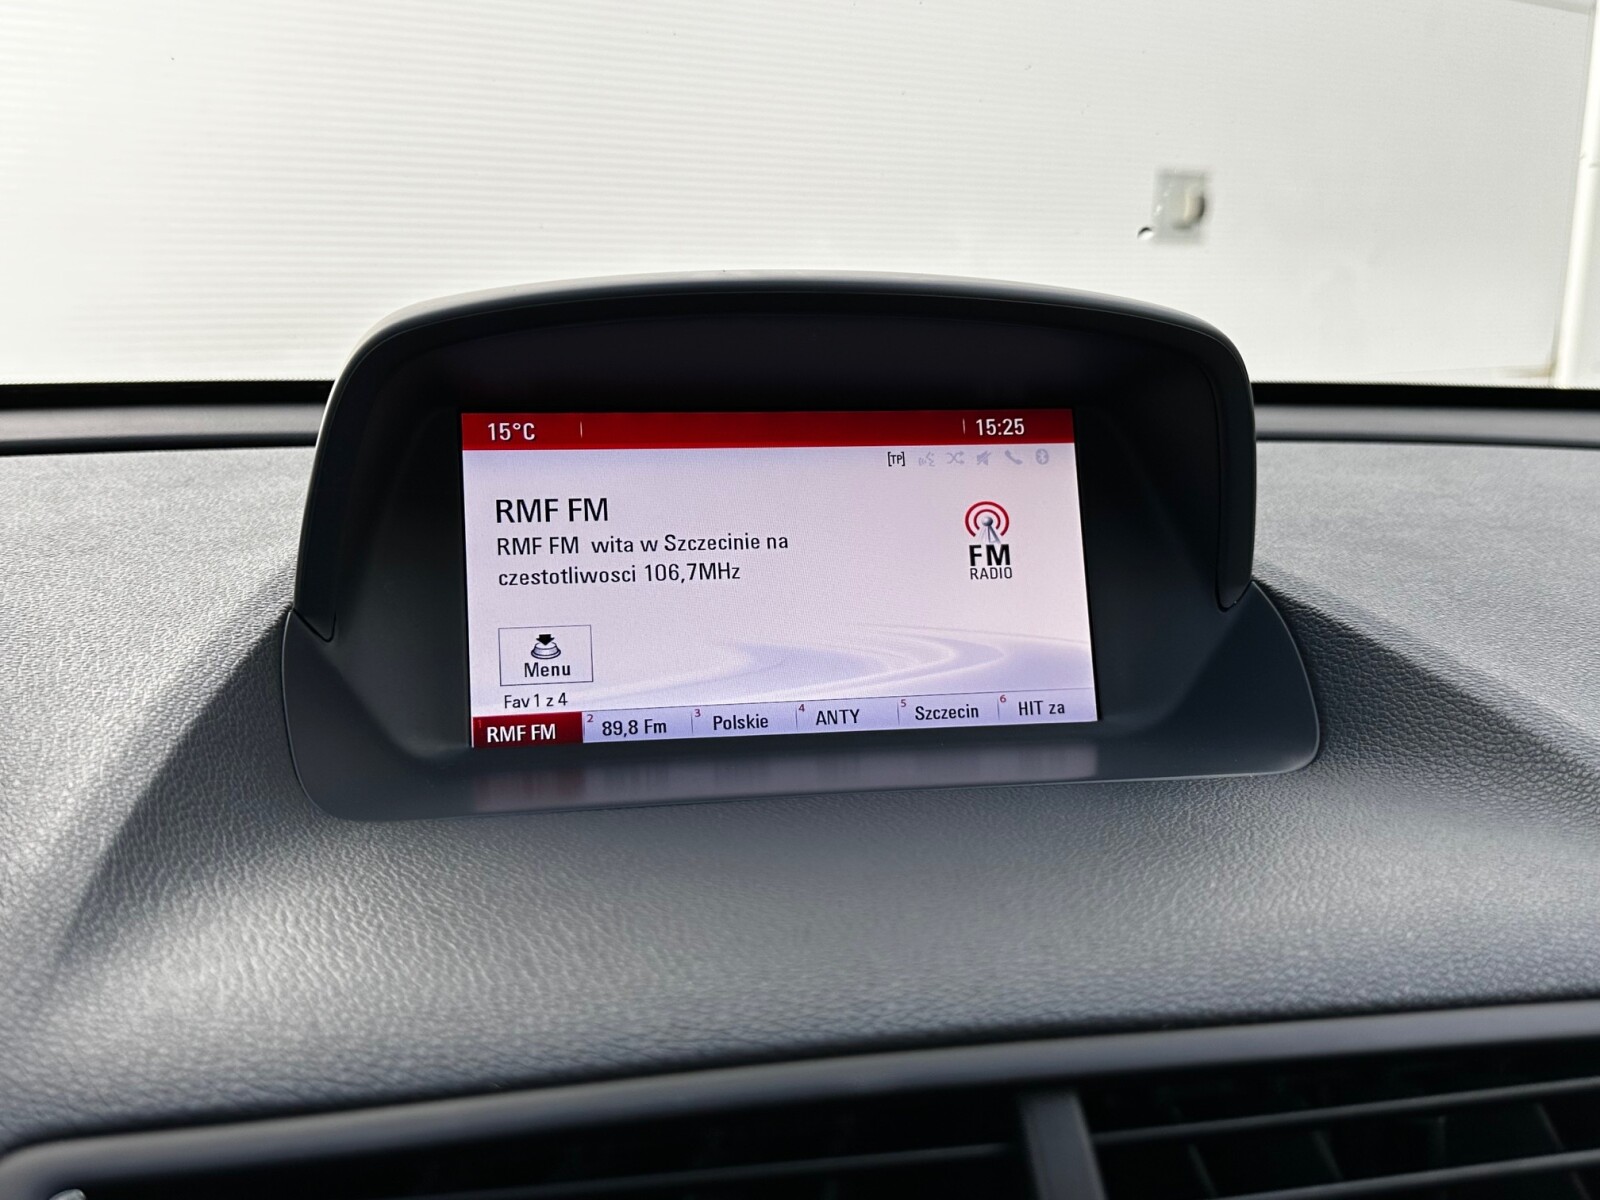 15°C 15:25
[TP]
RMF FM
RMF FM wita w Szczecinie na
czestotliwosci 106,7MHz
FM
RADIO
Menu
Fav 1 z 4
1 RMF FM 2 89,8 Fm 3 Polskie 4 ANTY 5 Szczecin 6 HIT za